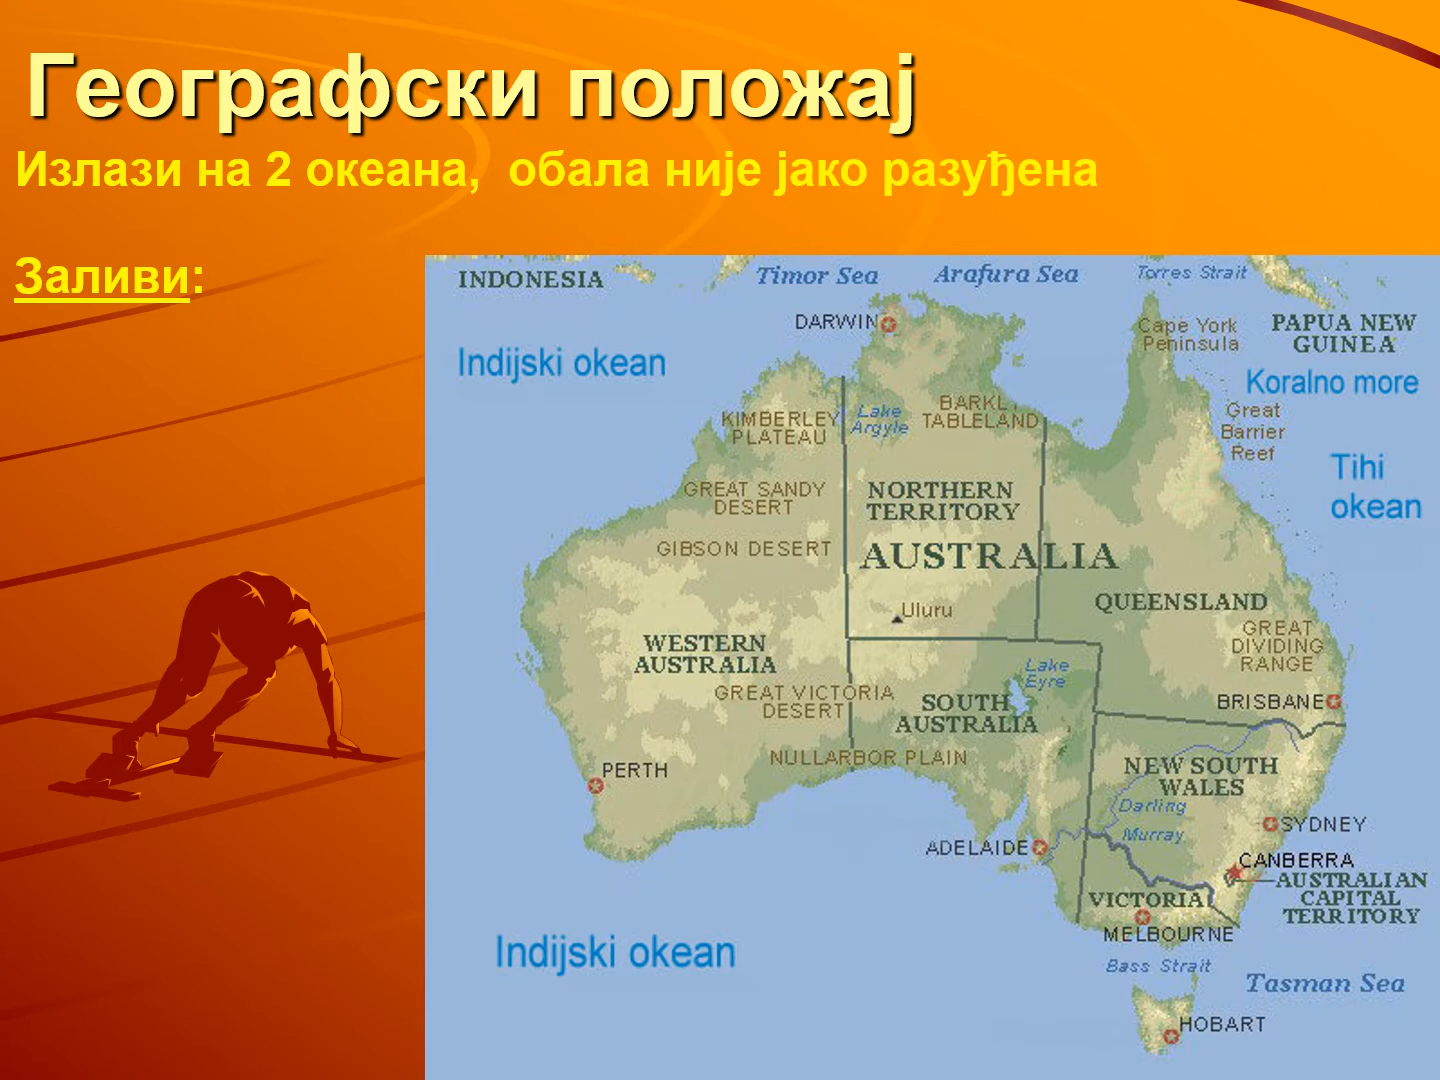 Географски положај
Излази на 2 океана, обала није јако разуђена
Заливи:
INDONESIA
Timor Sea
Arafura Sea
Torres Strait
DARWIN
Cape York
Peninsula
PAPUA NEW
GUINEA
Indijski okean
Koralno more
KIMBERLEY
PLATEAU
Lake
Argyle
BARKL
TABLELAND
Great
Barrier
Reef
Tihi
okean
GREAT SANDY
DESERT
NORTHERN
TERRITORY
GIBSON DESERT
AUSTRALIA
Uluru
QUEENSLAND
GREAT
DIVIDING
RANGE
WESTERN
AUSTRALIA
Lake
Eyre
GREAT VICTORIA
DESERT
SOUTH
AUSTRALIA
BRISBANE
NULLARBOR PLAIN
PERTH
NEW SOUTH
WALES
Darling
Murray
SYDNEY
ADELAIDE
CANBERRA
AUSTRALIAN
CAPITAL
TERRITORY
VICTORIA
MELBOURNE
Indijski okean
Bass Strait
Tasman Sea
HOBART